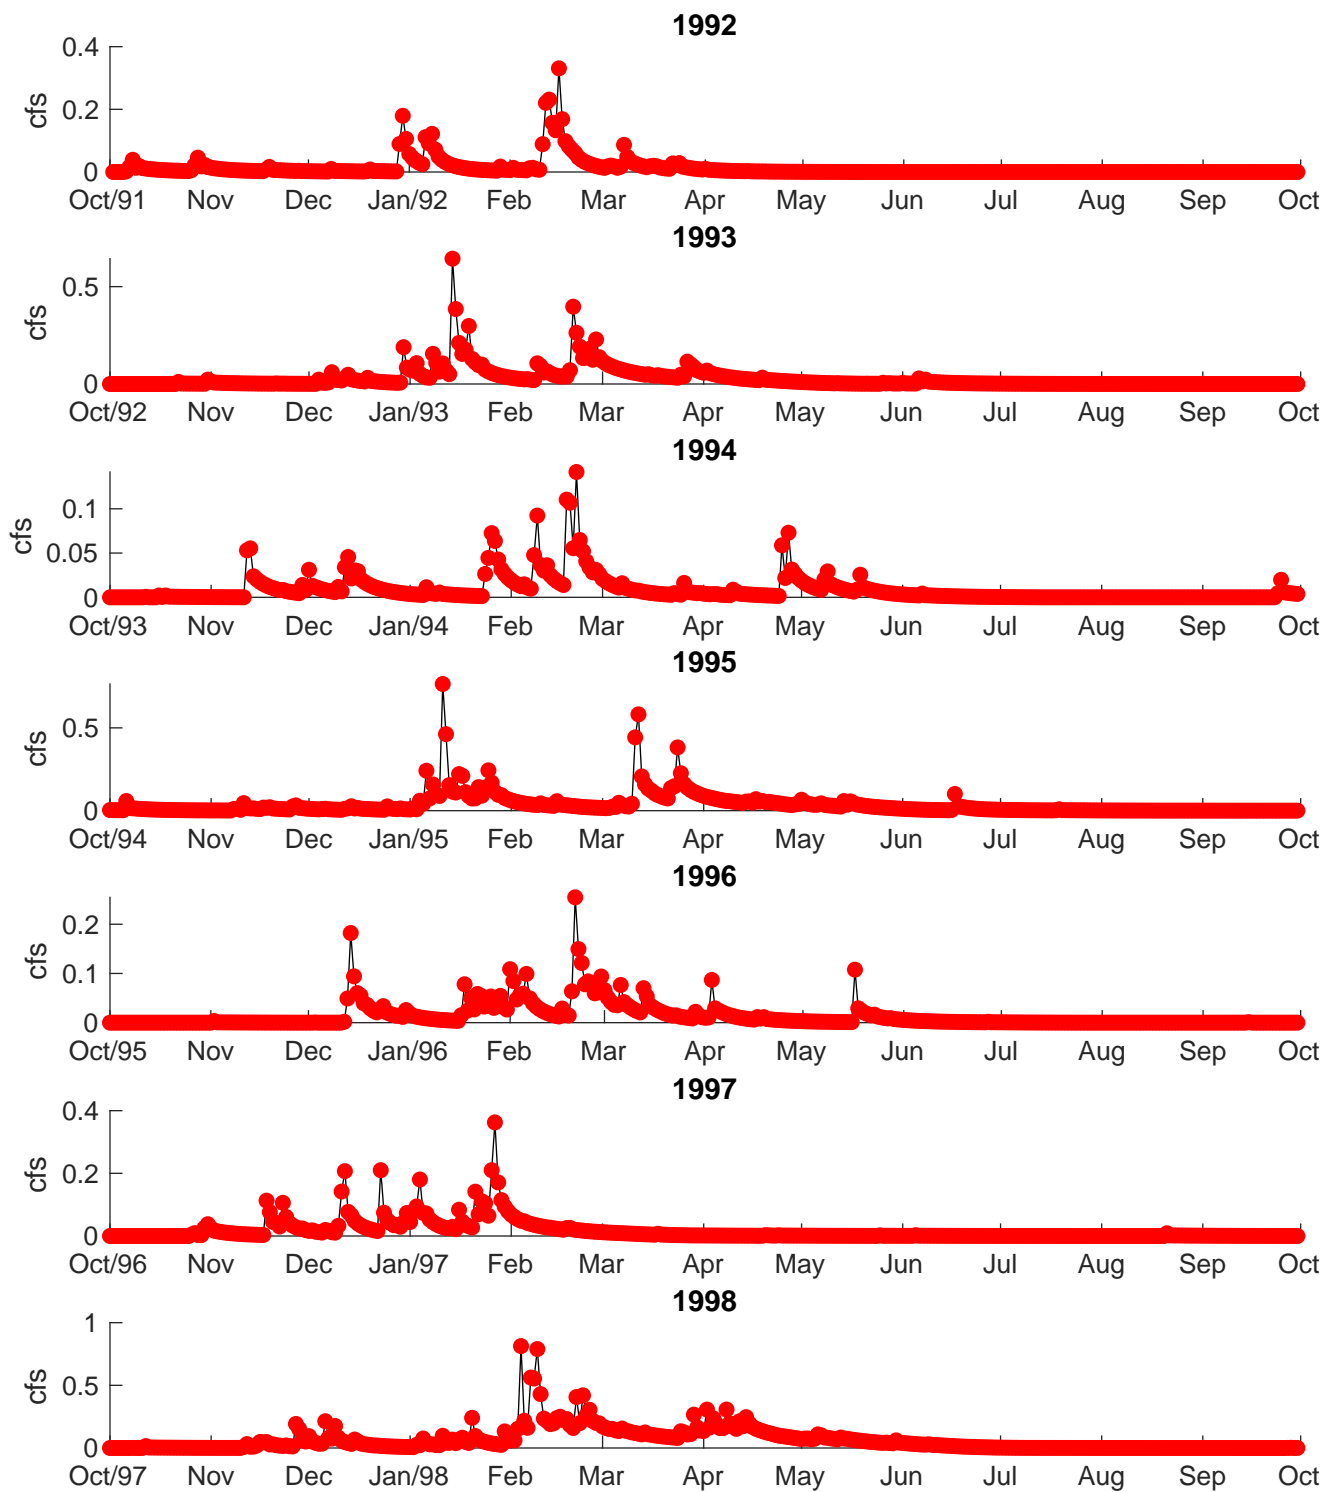 1992
0.4
0.2
0
cfs
Oct/91 Nov Dec Jan/92 Feb Mar Apr May Jun Jul Aug Sep Oct
1993
0.5
0
cfs
Oct/92 Nov Dec Jan/93 Feb Mar Apr May Jun Jul Aug Sep Oct
1994
0.1
0.05
0
cfs
Oct/93 Nov Dec Jan/94 Feb Mar Apr May Jun Jul Aug Sep Oct
1995
0.5
0
cfs
Oct/94 Nov Dec Jan/95 Feb Mar Apr May Jun Jul Aug Sep Oct
1996
0.2
0.1
0
cfs
Oct/95 Nov Dec Jan/96 Feb Mar Apr May Jun Jul Aug Sep Oct
1997
0.4
0.2
0
cfs
Oct/96 Nov Dec Jan/97 Feb Mar Apr May Jun Jul Aug Sep Oct
1998
1
0.5
0
cfs
Oct/97 Nov Dec Jan/98 Feb Mar Apr May Jun Jul Aug Sep Oct